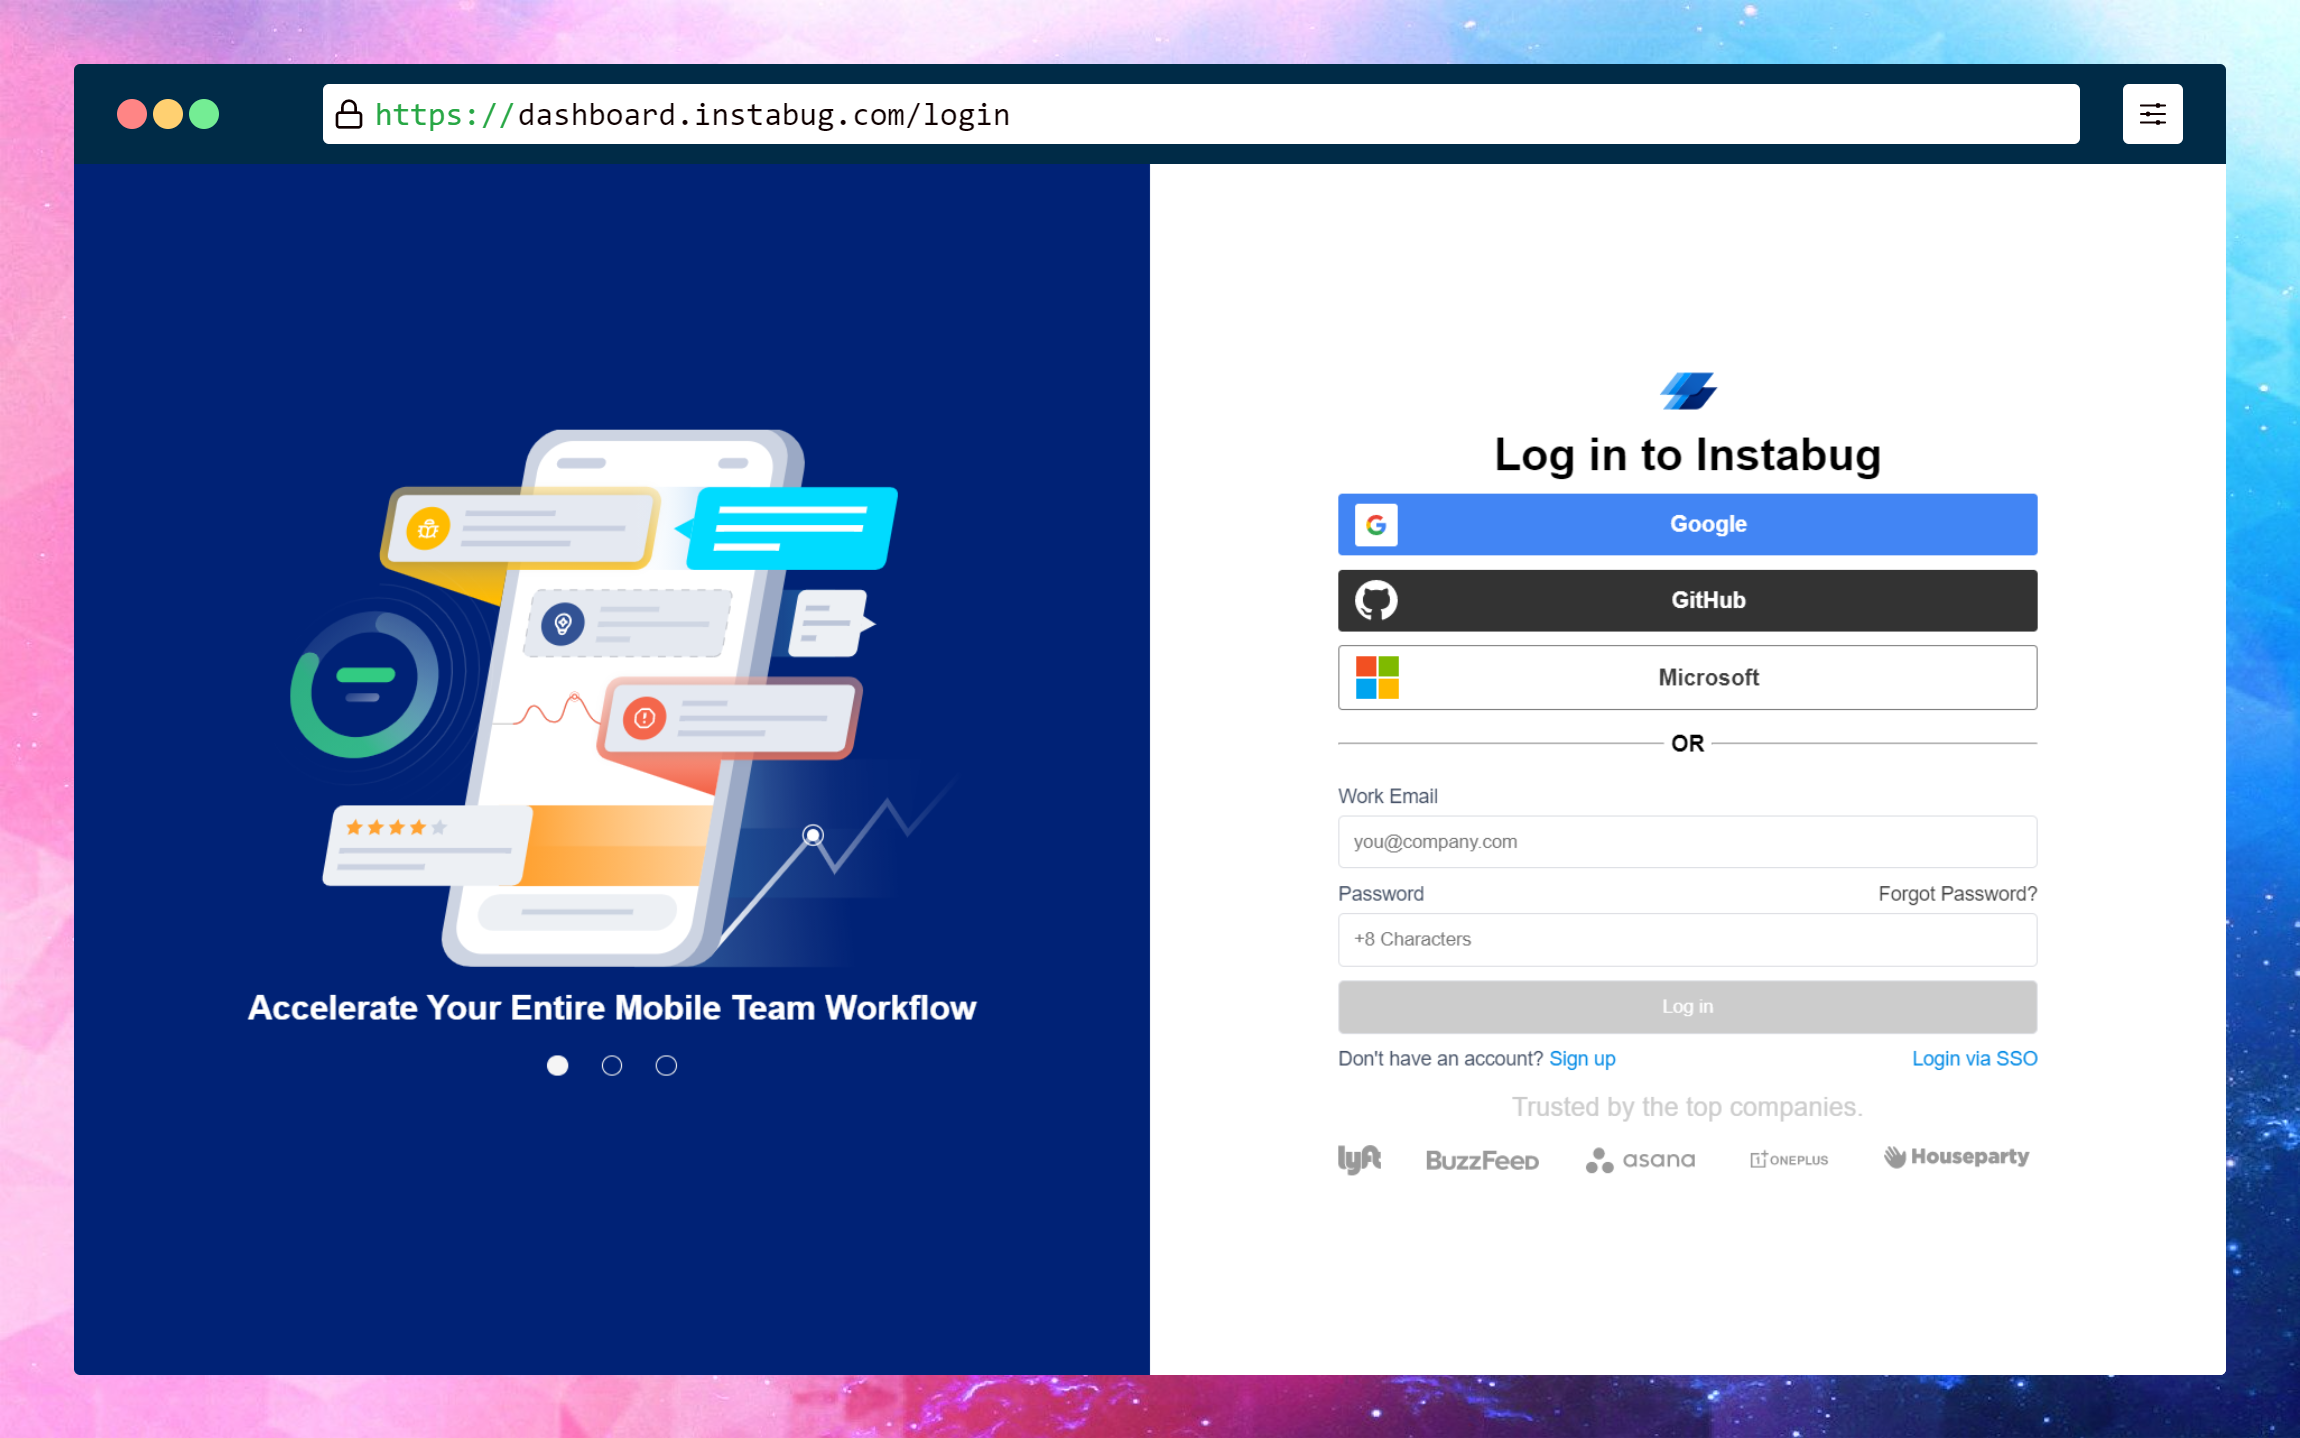 https://dashboard.instabug.com/login
Accelerate Your Entire Mobile Team Workflow
Log in to Instabug
Google
GitHub
Microsoft
OR
Work Email
you@company.com
Password Forgot Password?
+8 Characters
Log in
Don't have an account? Sign up Login via SSO
Trusted by the top companies.
lyft BuzzFeed asana 1+ ONEPLUS Houseparty